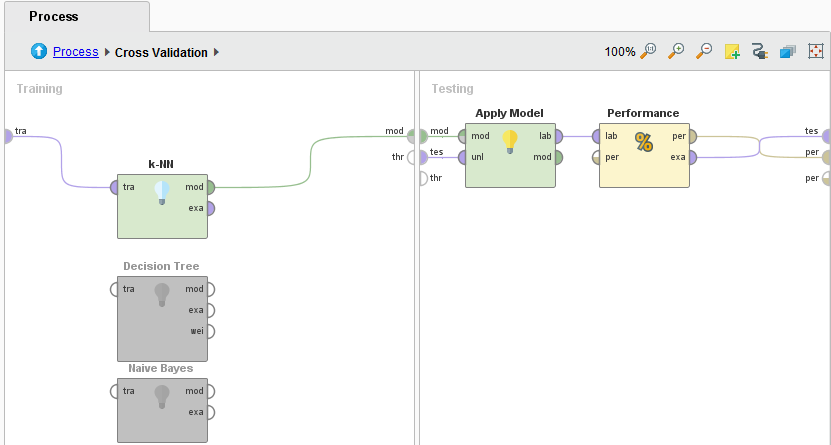 Process
Process Cross Validation 100%
Training
tra
mod
thr
k-NN
tra mod
exa
Decision Tree
tra mod
exa
wei
Naive Bayes
tra mod
exa
Testing
mod
tes
thr
Apply Model
mod lab
unl mod
Performance
%
lab per
per exa
tes
per
per